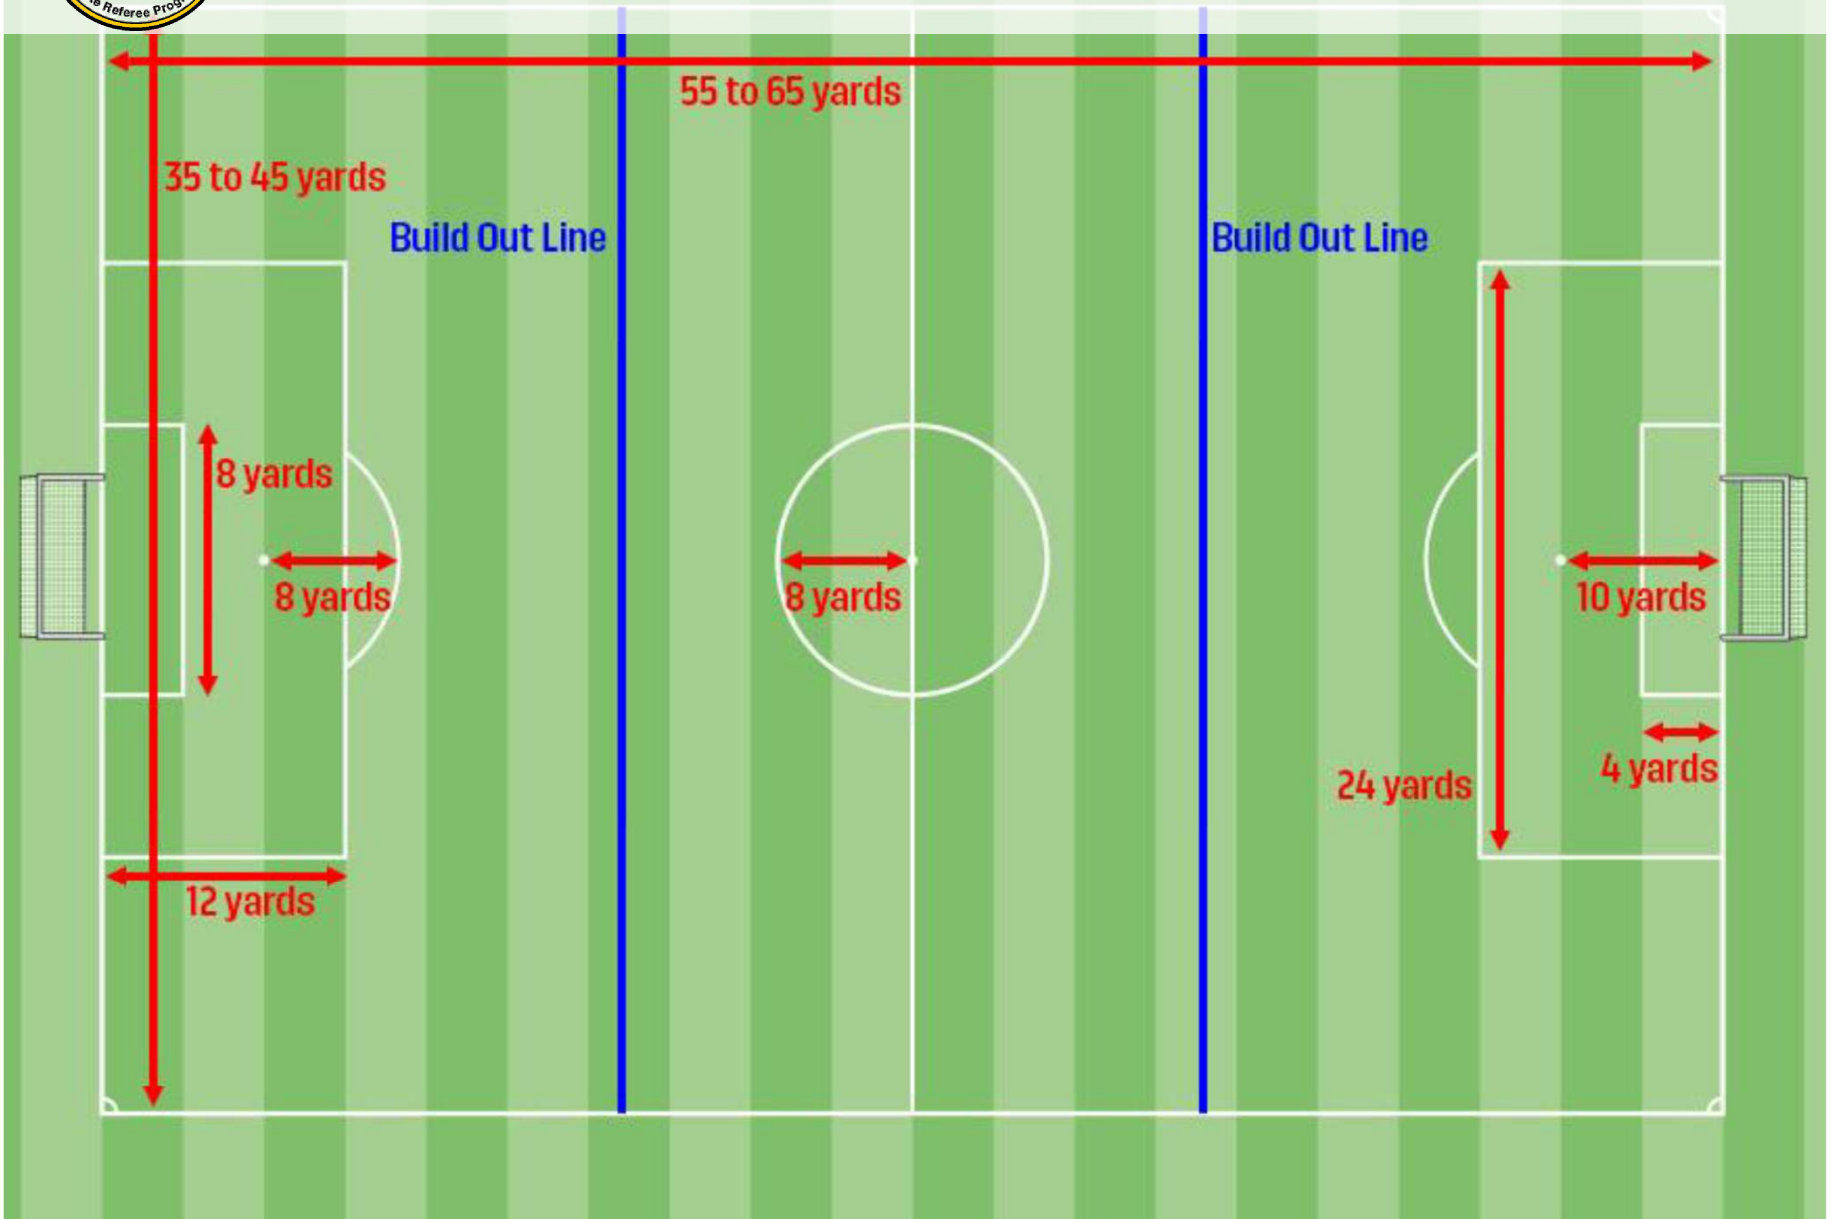 Referee
55 to 65 yards
35 to 45 yards
Build Out Line
Build Out Line
8 yards
8 yards
8 yards
10 yards
4 yards
24 yards
12 yards